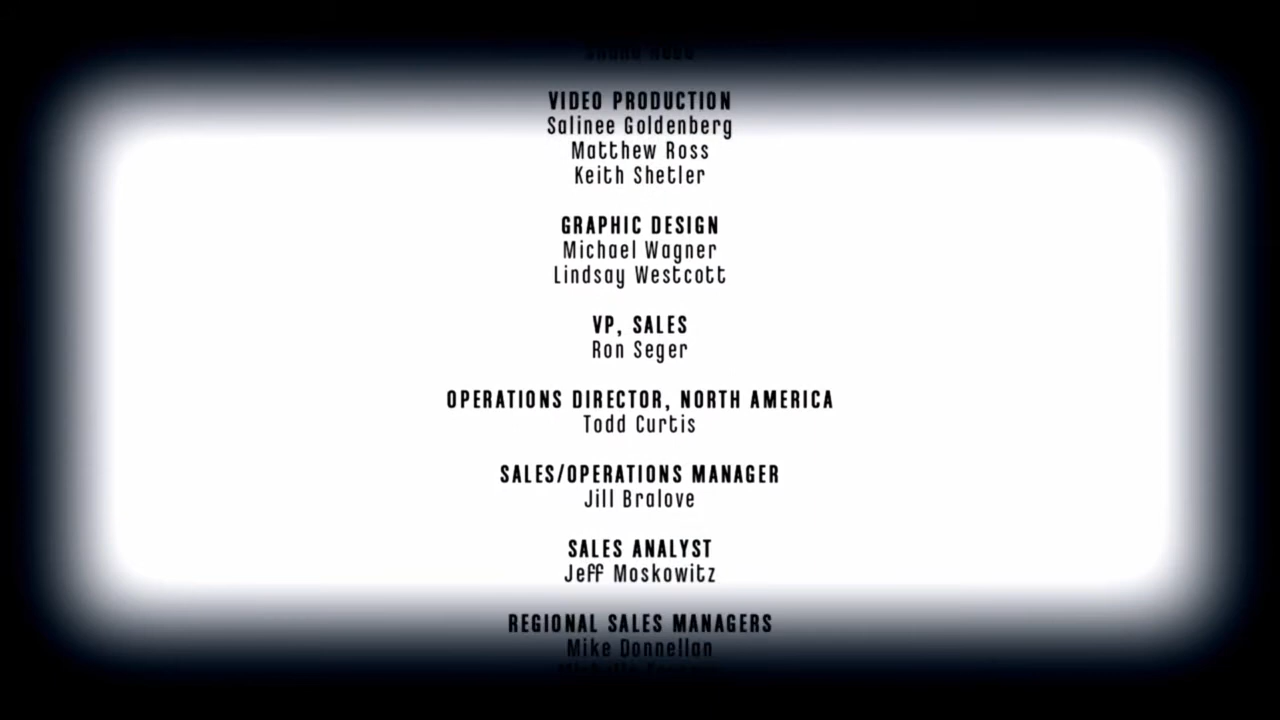 VIDEO PRODUCTION
Salinee Goldenberg
Matthew Ross
Keith Shetler
GRAPHIC DESIGN
Michael Wagner
Lindsay Westcott
VP, SALES
Ron Seger
OPERATIONS DIRECTOR, NORTH AMERICA
Todd Curtis
SALES/OPERATIONS MANAGER
Jill Bralove
SALES ANALYST
Jeff Moskowitz
REGIONAL SALES MANAGERS
Mike Donnellan